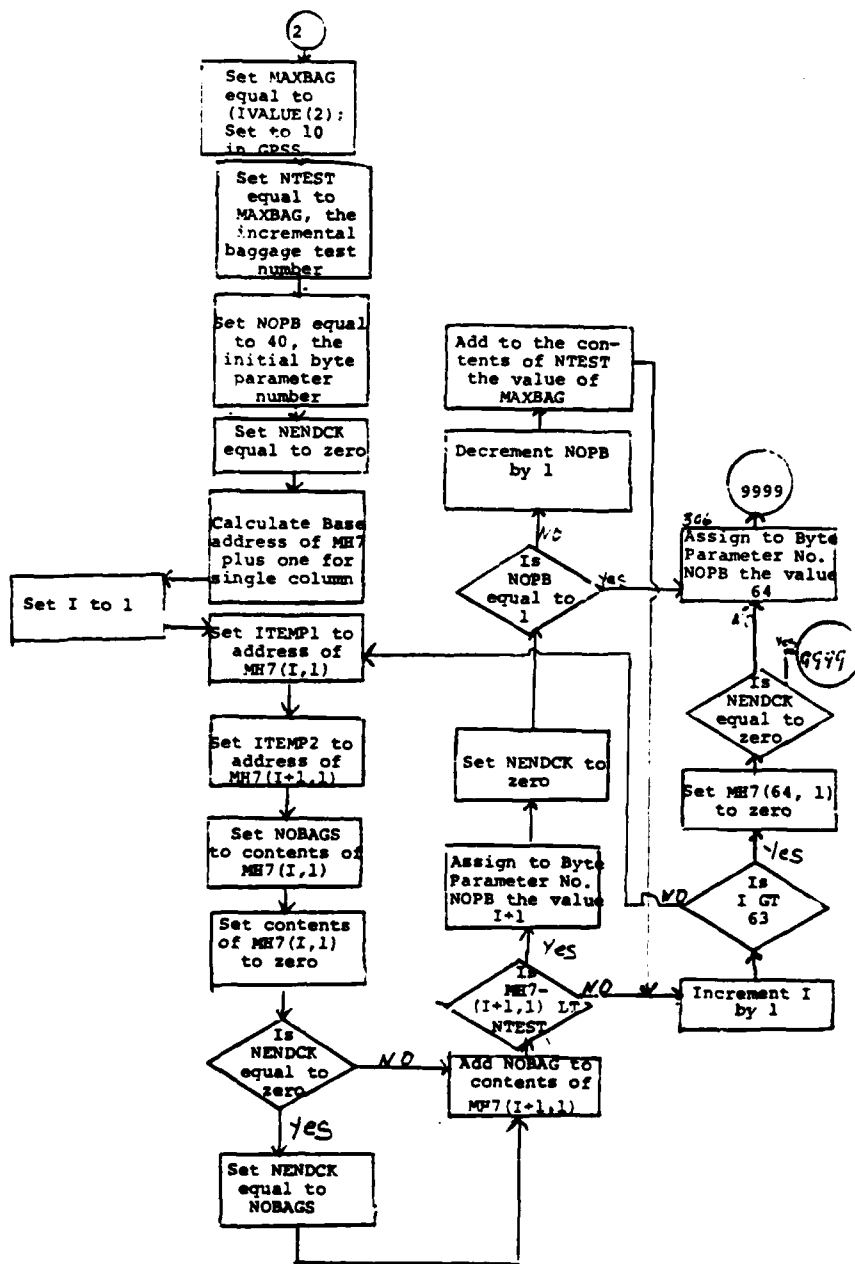 2
Set MAXBAG
equal to
(IVALUE(2);
Set to 10
in GPSS
Set NTEST
equal to
MAXBAG, the
incremental
baggage test
number
Set NOPB equal
to 40, the
initial byte
parameter
number
Set NENDCK
equal to zero
Calculate Base
address of MH7
plus one for
single column
Set I to 1
Set ITEMP1 to
address of
MH7(I,1)
Set ITEMP2 to
address of
MH7(I+1,1)
Set NOBAGS
to contents of
MH7(I,1)
Set contents
of MH7(I,1)
to zero
Is
NENDCK
equal to
zero
NO
Yes
Set NENDCK
equal to
NOBAGS
Add NOBAG to
contents of
MH7(I+1,1)
Is
MH7-
(I+1,1) LT
NTEST
NO
Yes
Assign to Byte
Parameter No.
NOPB the value
I+1
Set NENDCK to
zero
Is
NOPB
equal to
1
Yes
NO
Decrement NOPB
by 1
Add to the con-
tents of NTEST
the value of
MAXBAG
Increment I
by 1
Is
I GT
63
NO
Yes
Set MH7(64, 1)
to zero
Is
NENDCK
equal to
zero
Yes
9999
NO
306
Assign to Byte
Parameter No.
NOPB the value
64
9999